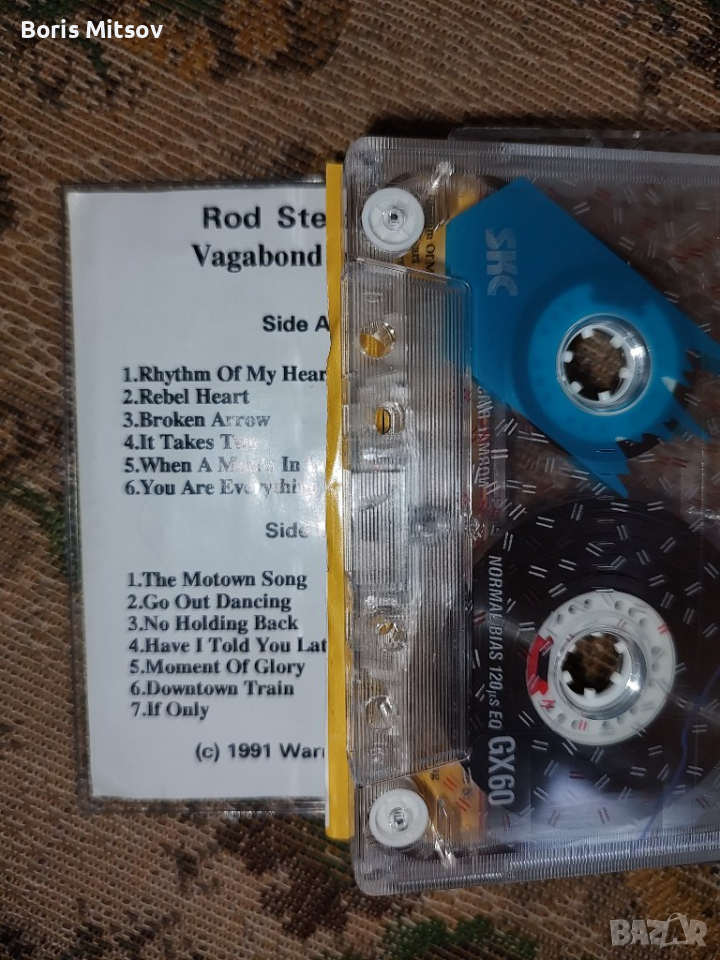 Boris Mitsov
Rod Ste
Vagabond
Side A
1.Rhythm Of My Hear
2.Rebel Heart
3.Broken Arrow
4.It Takes
5.When A In
6.You Are Everything
Side
1.The Motown Song
2.Go Out Dancing
3.No Holding Back
4.Have I Told You Lat
5.Moment Of Glory
6.Downtown Train
7.If Only
(c) 1991 Warn
SKC
NORMAL BIAS 120µs EQ GX60
BAZAR